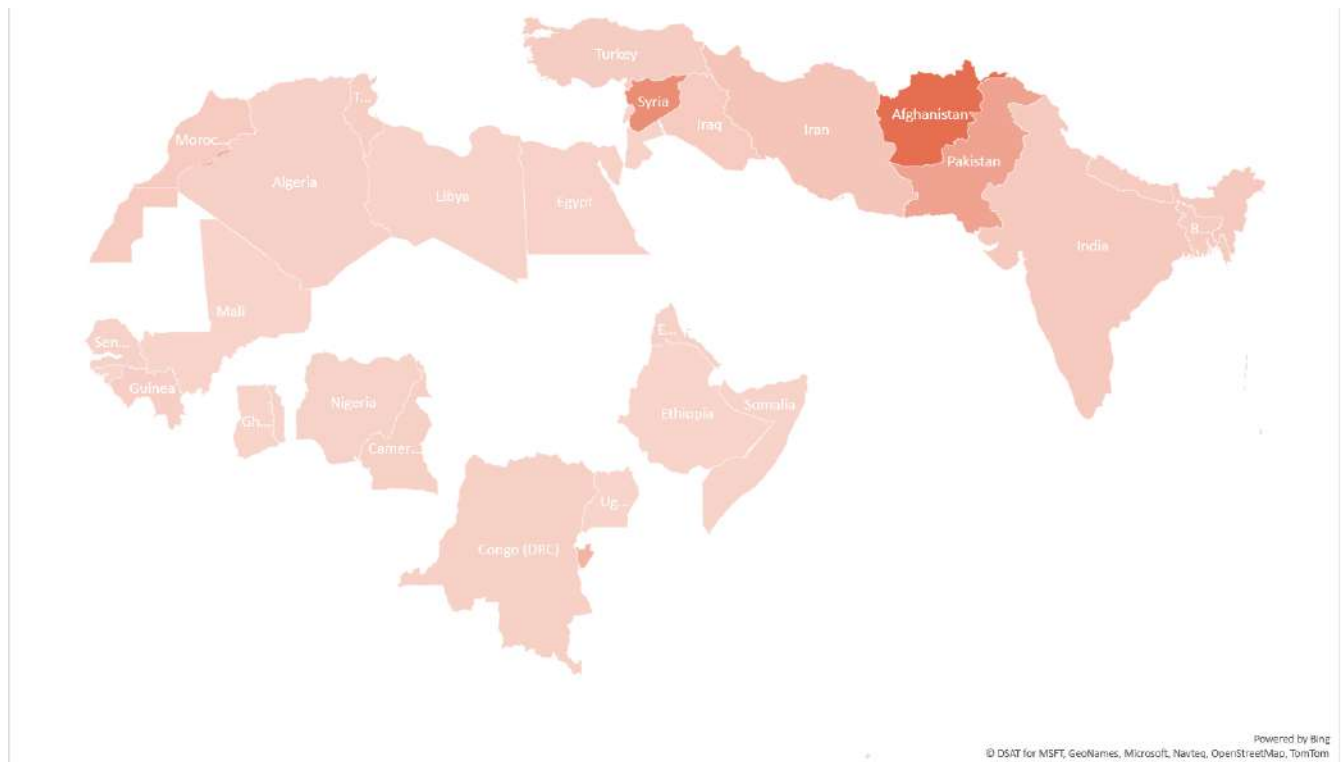 Turkey
Afghanistan
T...
Syria
Moroc...
Iraq
Iran
Pakistan
Algeria
Libya
Egypt
B...
India
Mali
E...
Sen...
Guinea
Nigeria
Somalia
Ethiopia
Gh...
Camer...
Ug...
Congo (DRC)
Powered by Bing
© DSAT for MSFT, GeoNames, Microsoft, Navteq, OpenStreetMap, TomTom